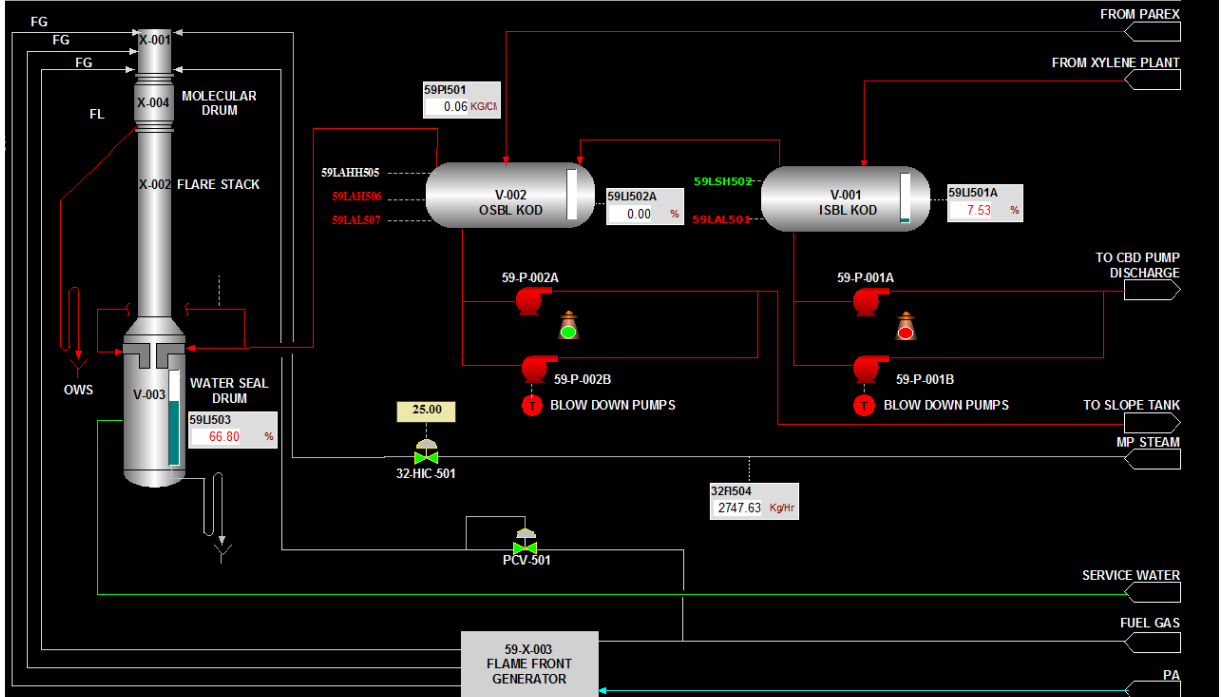 FG
FG
FG
X-001
X-004
MOLECULAR
DRUM
FL
X-002
FLARE STACK
FROM PAREX
FROM XYLENE PLANT
59PI501
0.06 KG/CM
59LAHH505
59LAH506
59LAL507
V-002
OSBL KOD
59LI502A
0.00 %
59LSH502
59LAL501
V-001
ISBL KOD
59LI501A
7.53 %
TO CBD PUMP
DISCHARGE
59-P-002A
59-P-001A
59-P-002B
59-P-001B
T
BLOW DOWN PUMPS
T
BLOW DOWN PUMPS
OWS
V-003
WATER SEAL
DRUM
59LI503
66.80 %
25.00
32-HIC-501
TO SLOPE TANK
MP STEAM
32FI504
2747.63 Kg/Hr
PCV-501
SERVICE WATER
FUEL GAS
59-X-003
FLAME FRONT
GENERATOR
PA